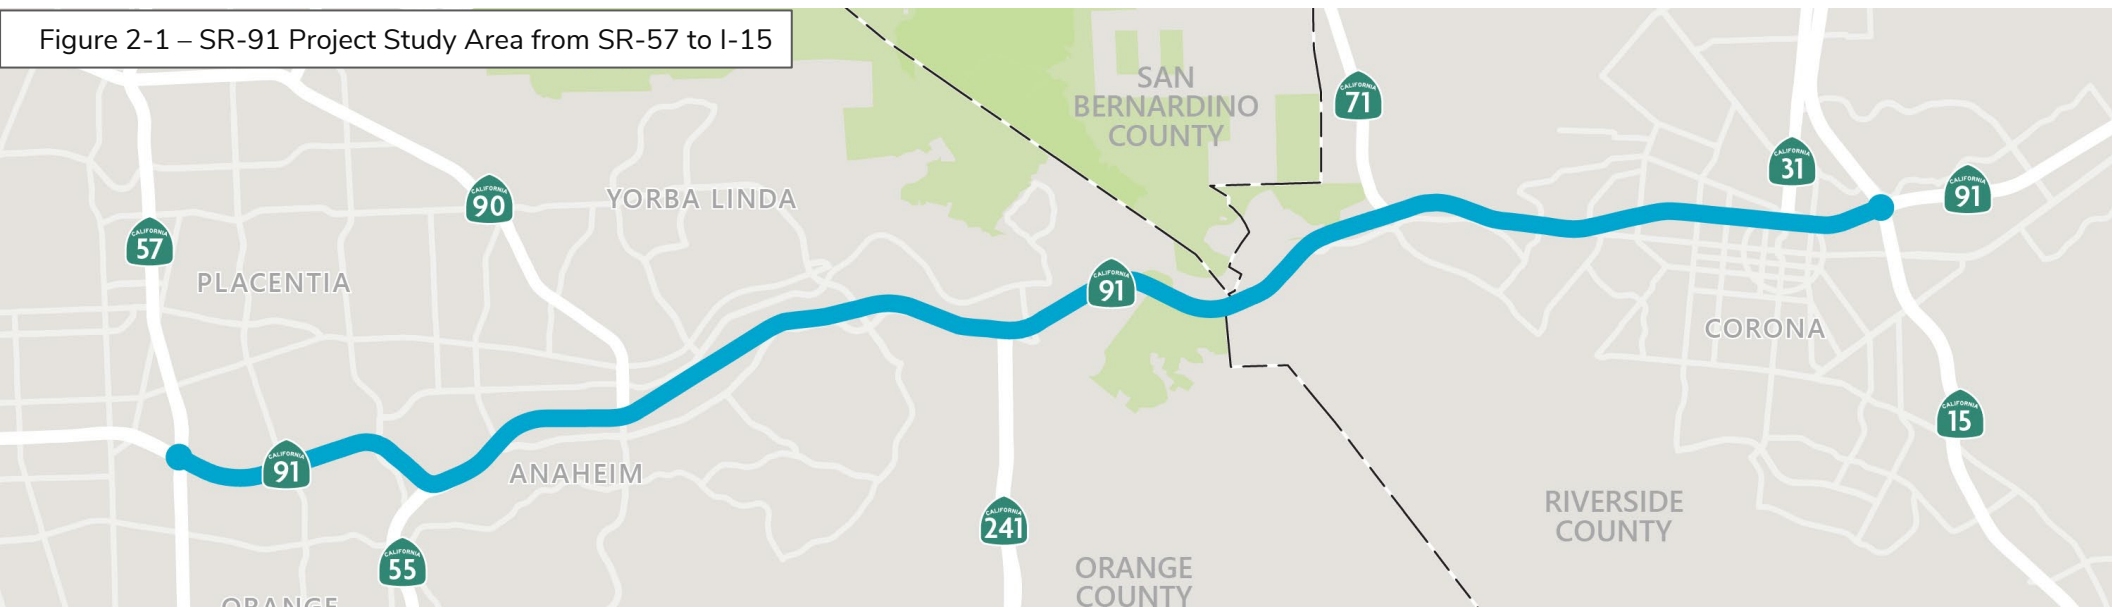 Figure 2-1 – SR-91 Project Study Area from SR-57 to I-15
SAN
BERNARDINO
COUNTY
CALIFORNIA
71
CALIFORNIA
31
CALIFORNIA
91
CALIFORNIA
90
YORBA LINDA
CALIFORNIA
57
PLACENTIA
CALIFORNIA
91
CORONA
CALIFORNIA
15
CALIFORNIA
91
ANAHEIM
CALIFORNIA
241
RIVERSIDE
COUNTY
CALIFORNIA
55
ORANGE
COUNTY
ORANGE